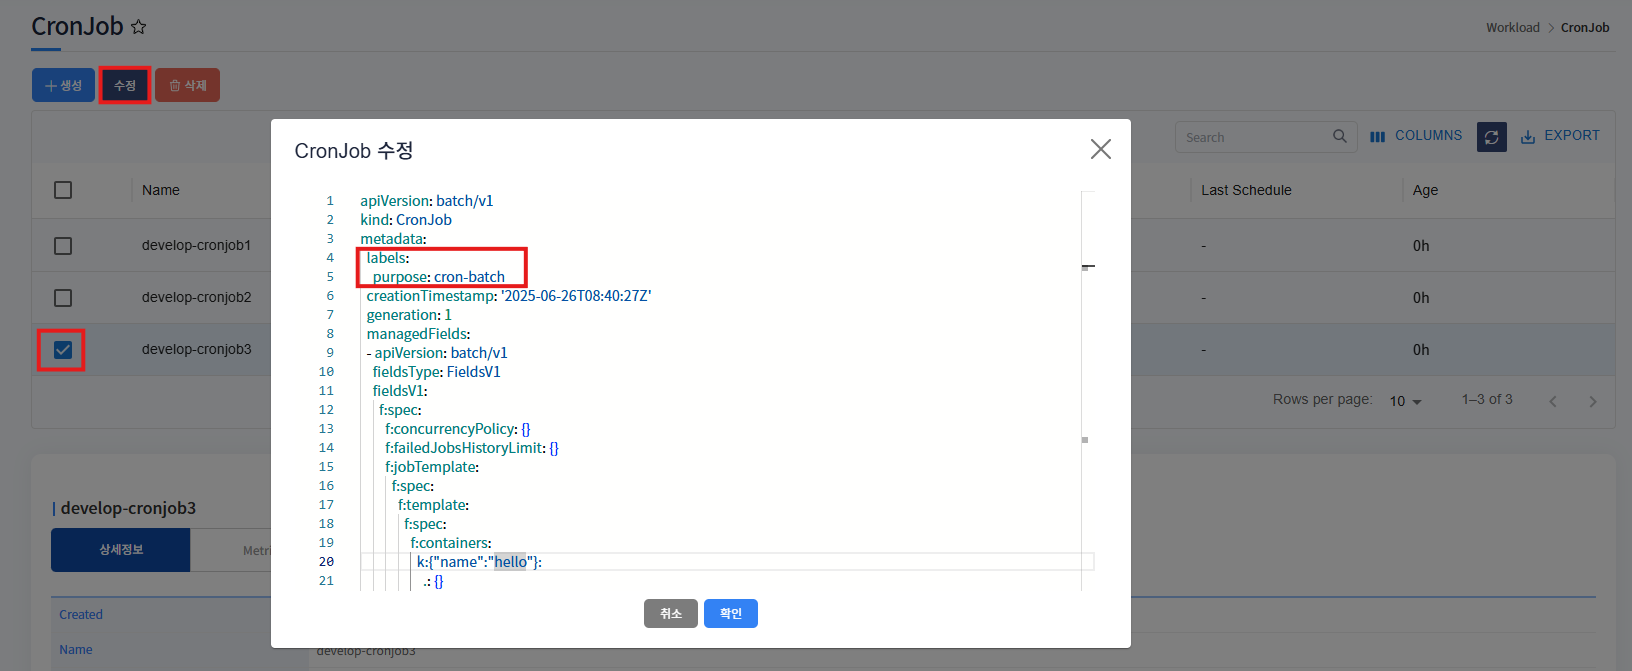 CronJob
Workload > CronJob
+ 생성 수정 삭제
Search COLUMNS EXPORT
Name Last Schedule Age
develop-cronjob1 - 0h
develop-cronjob2 - 0h
develop-cronjob3 - 0h
Rows per page: 10 1–3 of 3
CronJob 수정
1 apiVersion: batch/v1
2 kind: CronJob
3 metadata:
4 labels:
5 purpose: cron-batch
6 creationTimestamp: '2025-06-26T08:40:27Z'
7 generation: 1
8 managedFields:
9 - apiVersion: batch/v1
10 fieldsType: FieldsV1
11 fieldsV1:
12 f:spec:
13 f:concurrencyPolicy: {}
14 f:failedJobsHistoryLimit: {}
15 f:jobTemplate:
16 f:spec:
17 f:template:
18 f:spec:
19 f:containers:
20 k:{"name":"hello"}:
21 .: {}
취소 확인
develop-cronjob3
상세정보 Metri
Created
Name develop-cronjob3